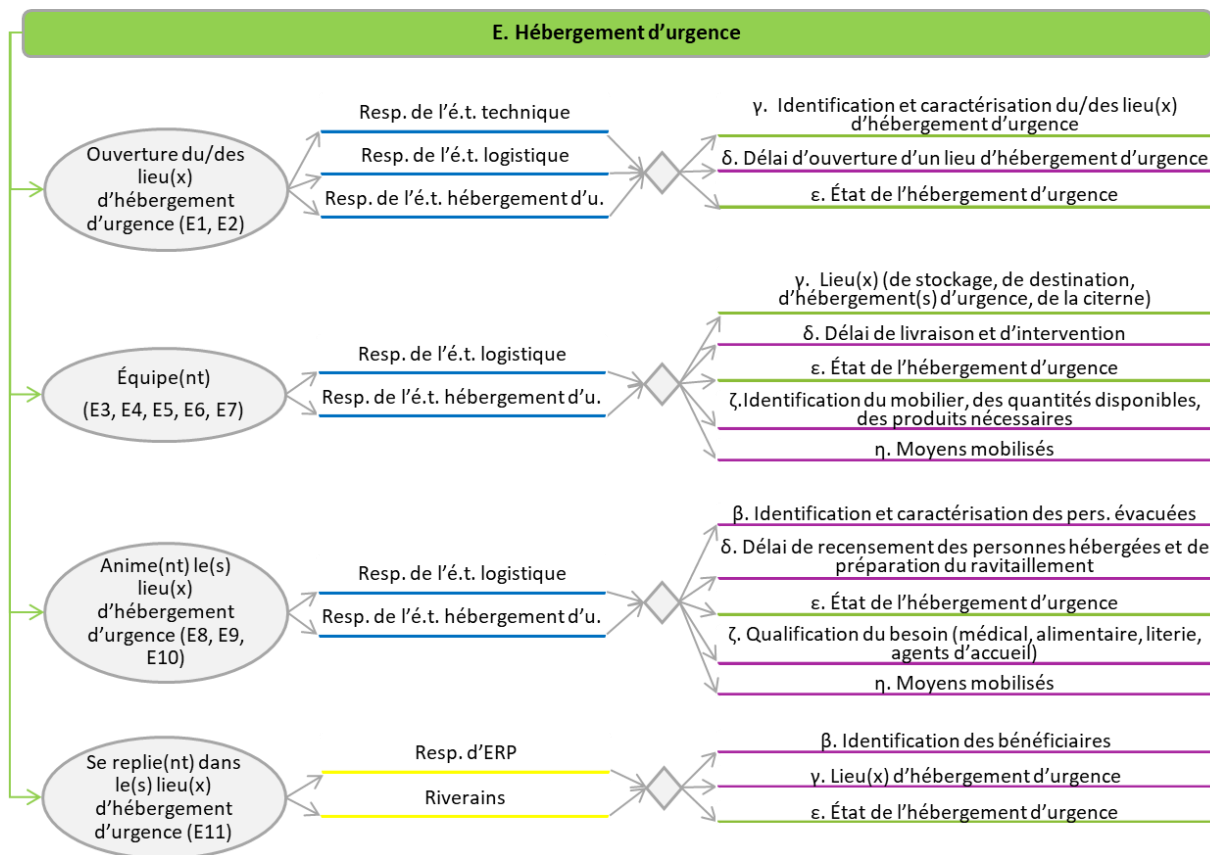 E. Hébergement d’urgence
Ouverture du/des
lieu(x)
d’hébergement
d’urgence (E1, E2)
Resp. de l’é.t. technique
Resp. de l’é.t. logistique
Resp. de l’é.t. hébergement d’u.
γ. Identification et caractérisation du/des lieu(x)
d’hébergement d’urgence
δ. Délai d’ouverture d’un lieu d’hébergement d’urgence
ε. État de l’hébergement d’urgence
Équipe(nt)
(E3, E4, E5, E6, E7)
Resp. de l’é.t. logistique
Resp. de l’é.t. hébergement d’u.
γ. Lieu(x) (de stockage, de destination,
d’hébergement(s) d’urgence, de la citerne)
δ. Délai de livraison et d’intervention
ε. État de l’hébergement d’urgence
ζ.Identification du mobilier, des quantités disponibles,
des produits nécessaires
η. Moyens mobilisés
Anime(nt) le(s)
lieu(x)
d’hébergement
d’urgence (E8, E9,
E10)
Resp. de l’é.t. logistique
Resp. de l’é.t. hébergement d’u.
β. Identification et caractérisation des pers. évacuées
δ. Délai de recensement des personnes hébergées et de
préparation du ravitaillement
ε. État de l’hébergement d’urgence
ζ. Qualification du besoin (médical, alimentaire, literie,
agents d’accueil)
η. Moyens mobilisés
Se replie(nt) dans
le(s) lieu(x)
d’hébergement
d’urgence (E11)
Resp. d’ERP
Riverains
β. Identification des bénéficiaires
γ. Lieu(x) d’hébergement d’urgence
ε. État de l’hébergement d’urgence